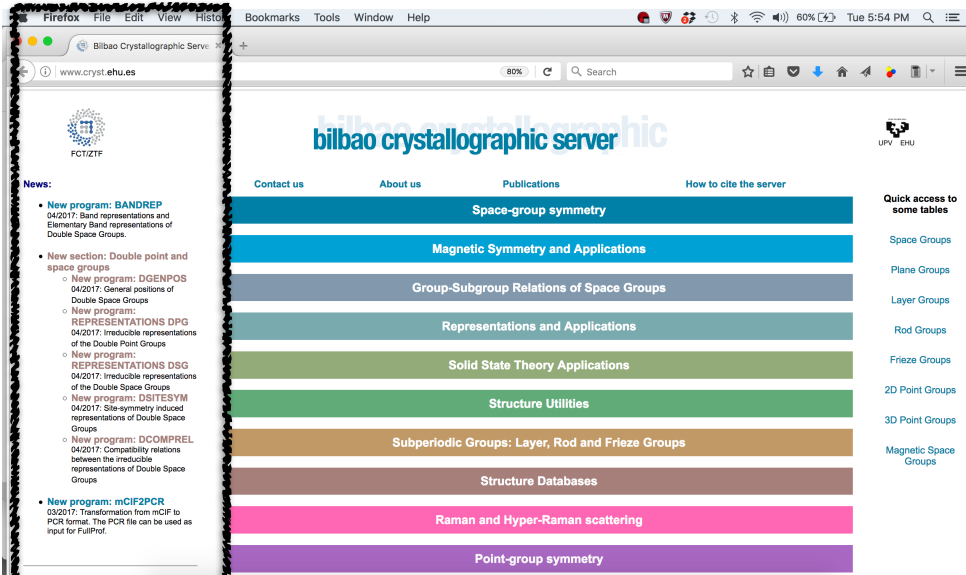 Firefox File Edit View Histor Bookmarks Tools Window Help 60% Tue 5:54 PM
Bilbao Crystallographic Serve
www.cryst.ehu.es 80% Search
FCT/ZTF
bilbao crystallographic server
UPV EHU
News:
• New program: BANDREP
04/2017: Band representations and
Elementary Band representations of
Double Space Groups.
• New section: Double point and
space groups
○ New program: DGENPOS
04/2017: General positions of
Double Space Groups
○ New program:
REPRESENTATIONS DPG
04/2017: Irreducible representations
of the Double Point Groups
○ New program:
REPRESENTATIONS DSG
04/2017: Irreducible representations
of the Double Space Groups
○ New program: DSITESYM
04/2017: Site-symmetry induced
representations of Double Space
Groups
○ New program: DCOMPREL
04/2017: Compatibility relations
between the irreducible
representations of Double Space
Groups
• New program: mCIF2PCR
03/2017: Transformation from mCIF to
PCR format. The PCR file can be used as
input for FullProf.
Contact us About us Publications How to cite the server
Space-group symmetry
Magnetic Symmetry and Applications
Group-Subgroup Relations of Space Groups
Representations and Applications
Solid State Theory Applications
Structure Utilities
Subperiodic Groups: Layer, Rod and Frieze Groups
Structure Databases
Raman and Hyper-Raman scattering
Point-group symmetry
Quick access to
some tables
Space Groups
Plane Groups
Layer Groups
Rod Groups
Frieze Groups
2D Point Groups
3D Point Groups
Magnetic Space
Groups